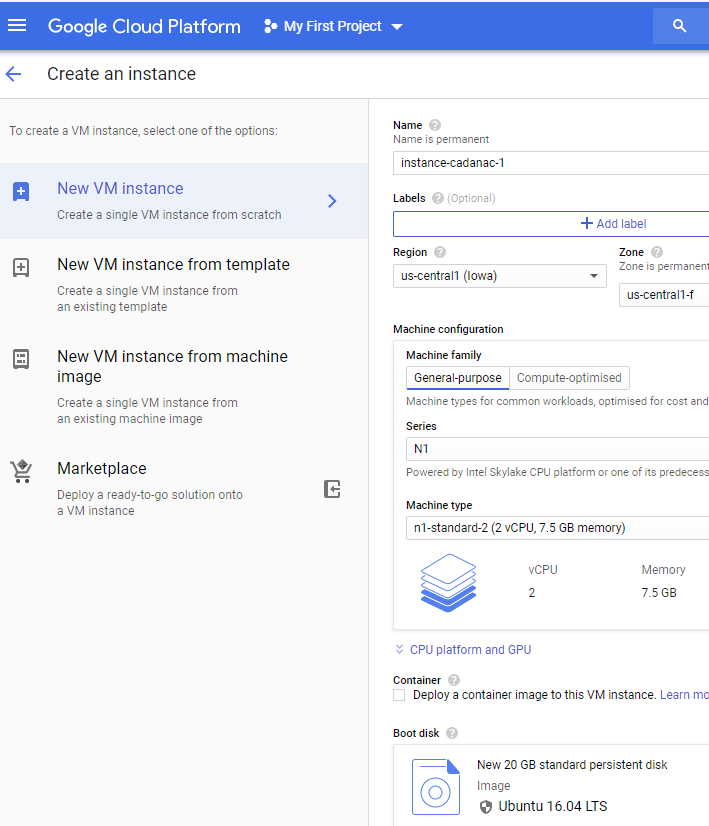 Google Cloud Platform
My First Project
Create an instance
To create a VM instance, select one of the options:
New VM instance
Create a single VM instance from scratch
New VM instance from template
Create a single VM instance from
an existing template
New VM instance from machine
image
Create a single VM instance from
an existing machine image
Marketplace
Deploy a ready-to-go solution onto
a VM instance
Name
Name is permanent
instance-cadanac-1
Labels (Optional)
Add label
Region
us-central1 (Iowa)
Zone
Zone is permanent
us-central1-f
Machine configuration
Machine family
General-purpose
Compute-optimised
Machine types for common workloads, optimised for cost and
Series
N1
Powered by Intel Skylake CPU platform or one of its predecess
Machine type
n1-standard-2 (2 vCPU, 7.5 GB memory)
vCPU
2
Memory
7.5 GB
CPU platform and GPU
Container
Deploy a container image to this VM instance. Learn mo
Boot disk
New 20 GB standard persistent disk
Image
Ubuntu 16.04 LTS